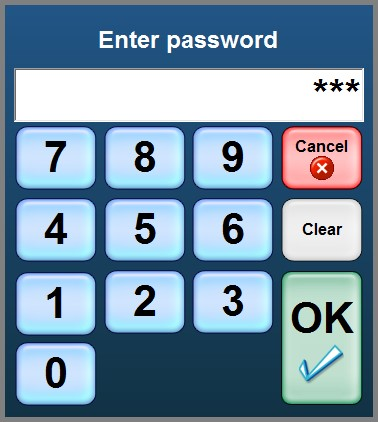 Enter password
***
7 8 9 Cancel
4 5 6 Clear
1 2 3 OK
0